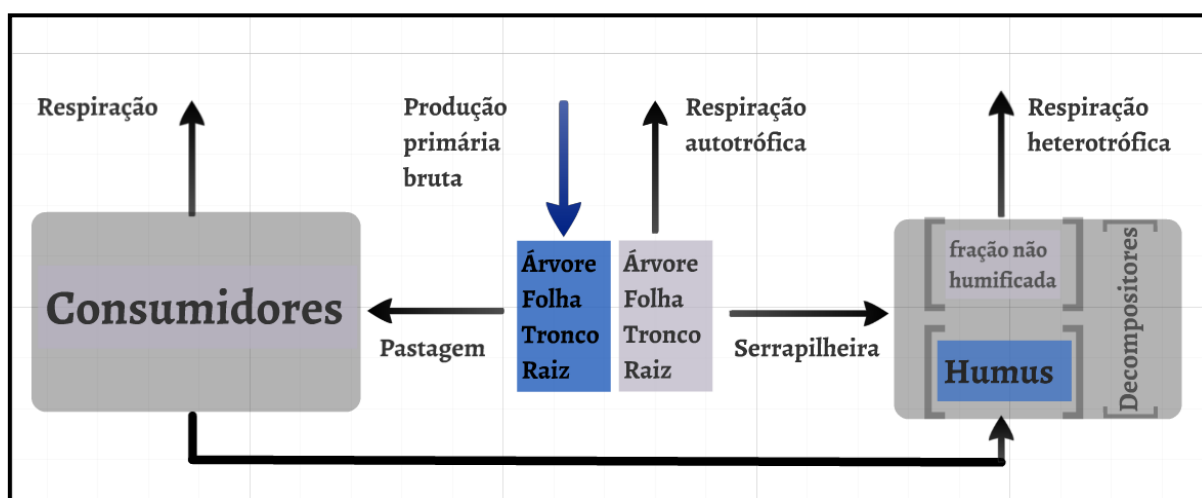 Respiração
Produção
primária
bruta
Respiração
autotrófica
Respiração
heterotrófica
Consumidores
Pastagem
Árvore
Folha
Tronco
Raiz
Árvore
Folha
Tronco
Raiz
Serrapilheira
fração não
humificada
Humus
Decompositores